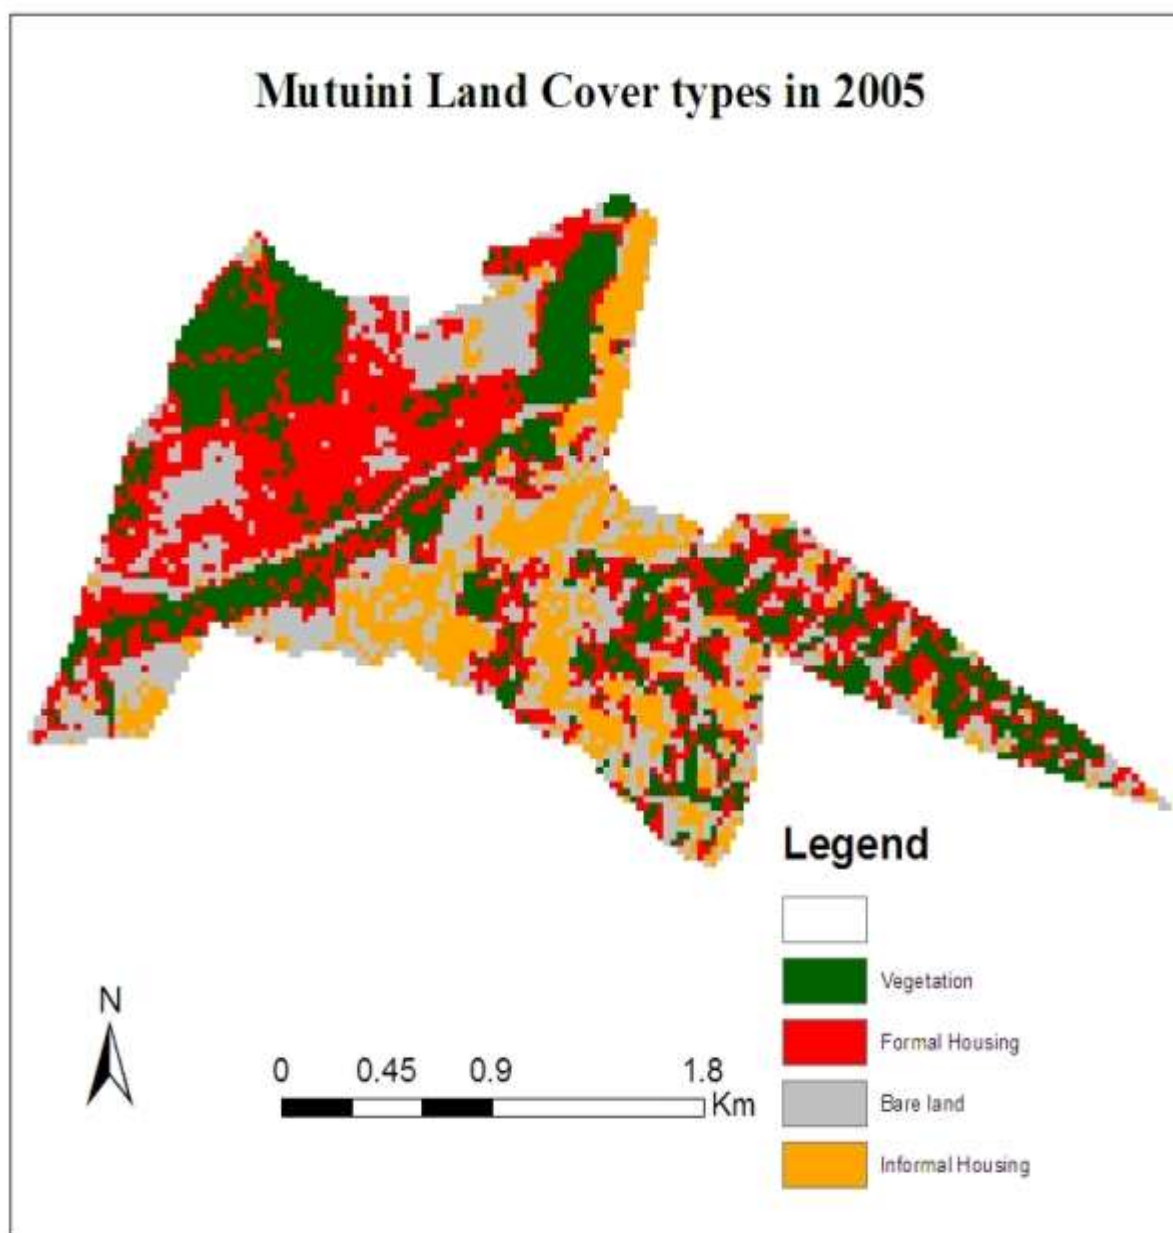 Mutuini Land Cover types in 2005
Legend
Vegetation
Formal Housing
Bare land
Informal Housing
N
0 0.45 0.9 1.8
Km